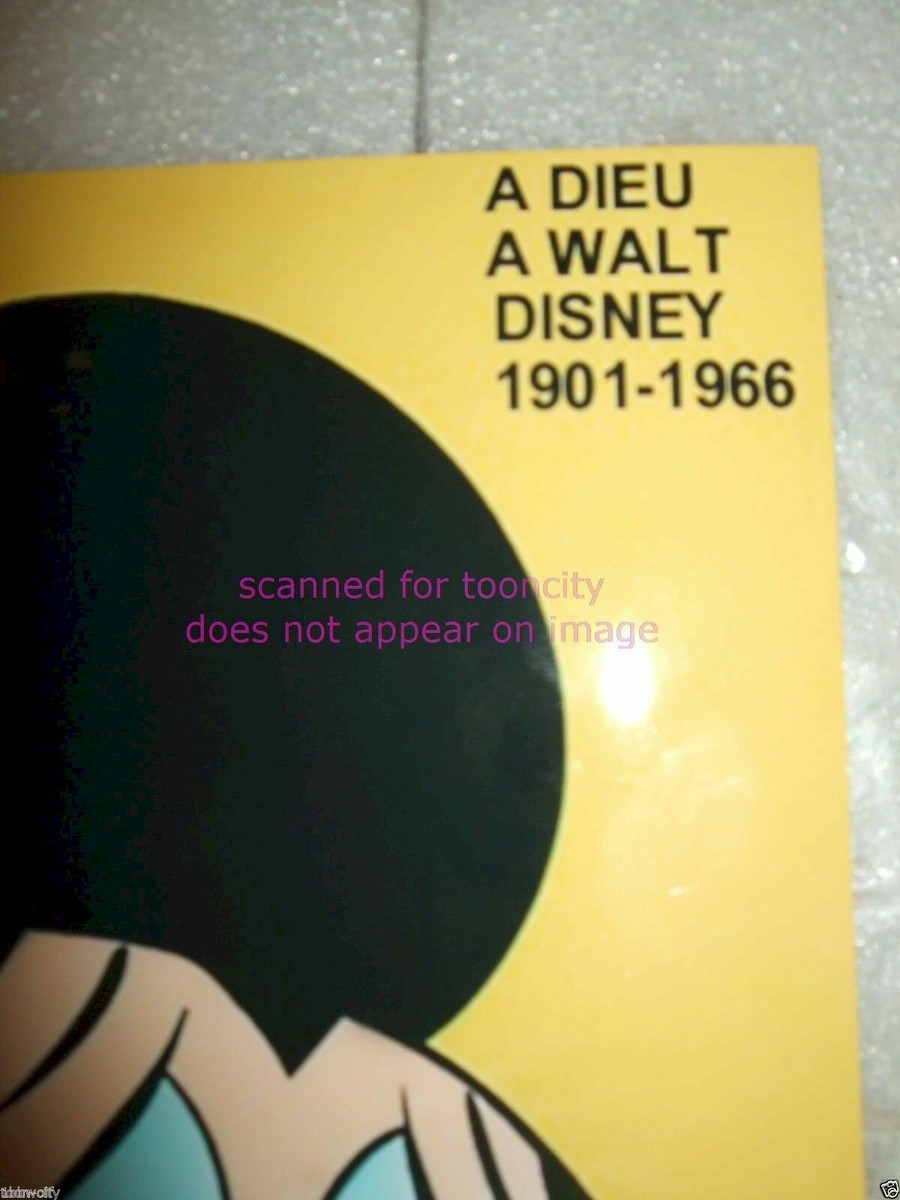 A DIEU
A WALT
DISNEY
1901-1966
scanned for tooncity
does not appear on image